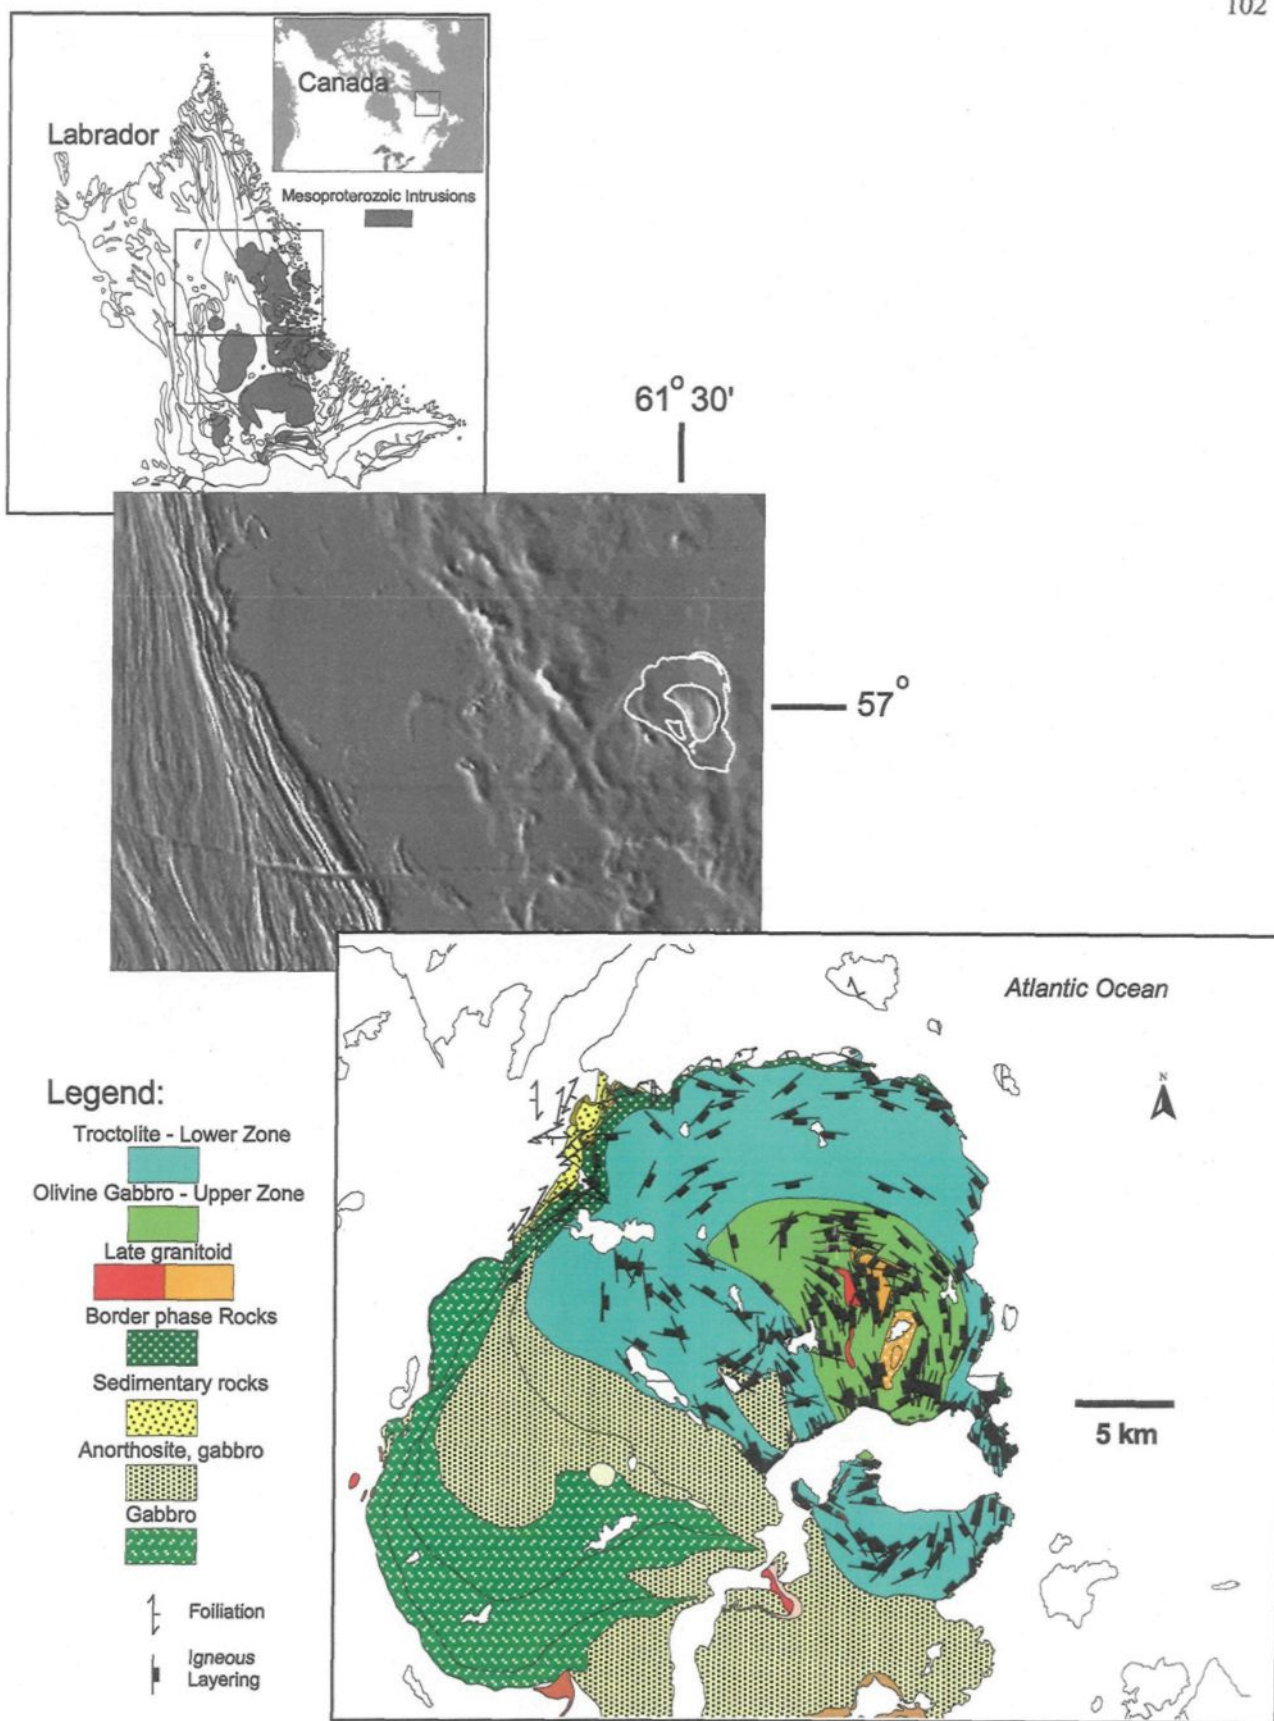 102
Canada
Labrador
Mesoproterozoic Intrusions
61° 30'
57°
Atlantic Ocean
N
5 km
Legend:
Troctolite - Lower Zone
Olivine Gabbro - Upper Zone
Late granitoid
Border phase Rocks
Sedimentary rocks
Anorthosite, gabbro
Gabbro
Foiliation
Igneous
Layering